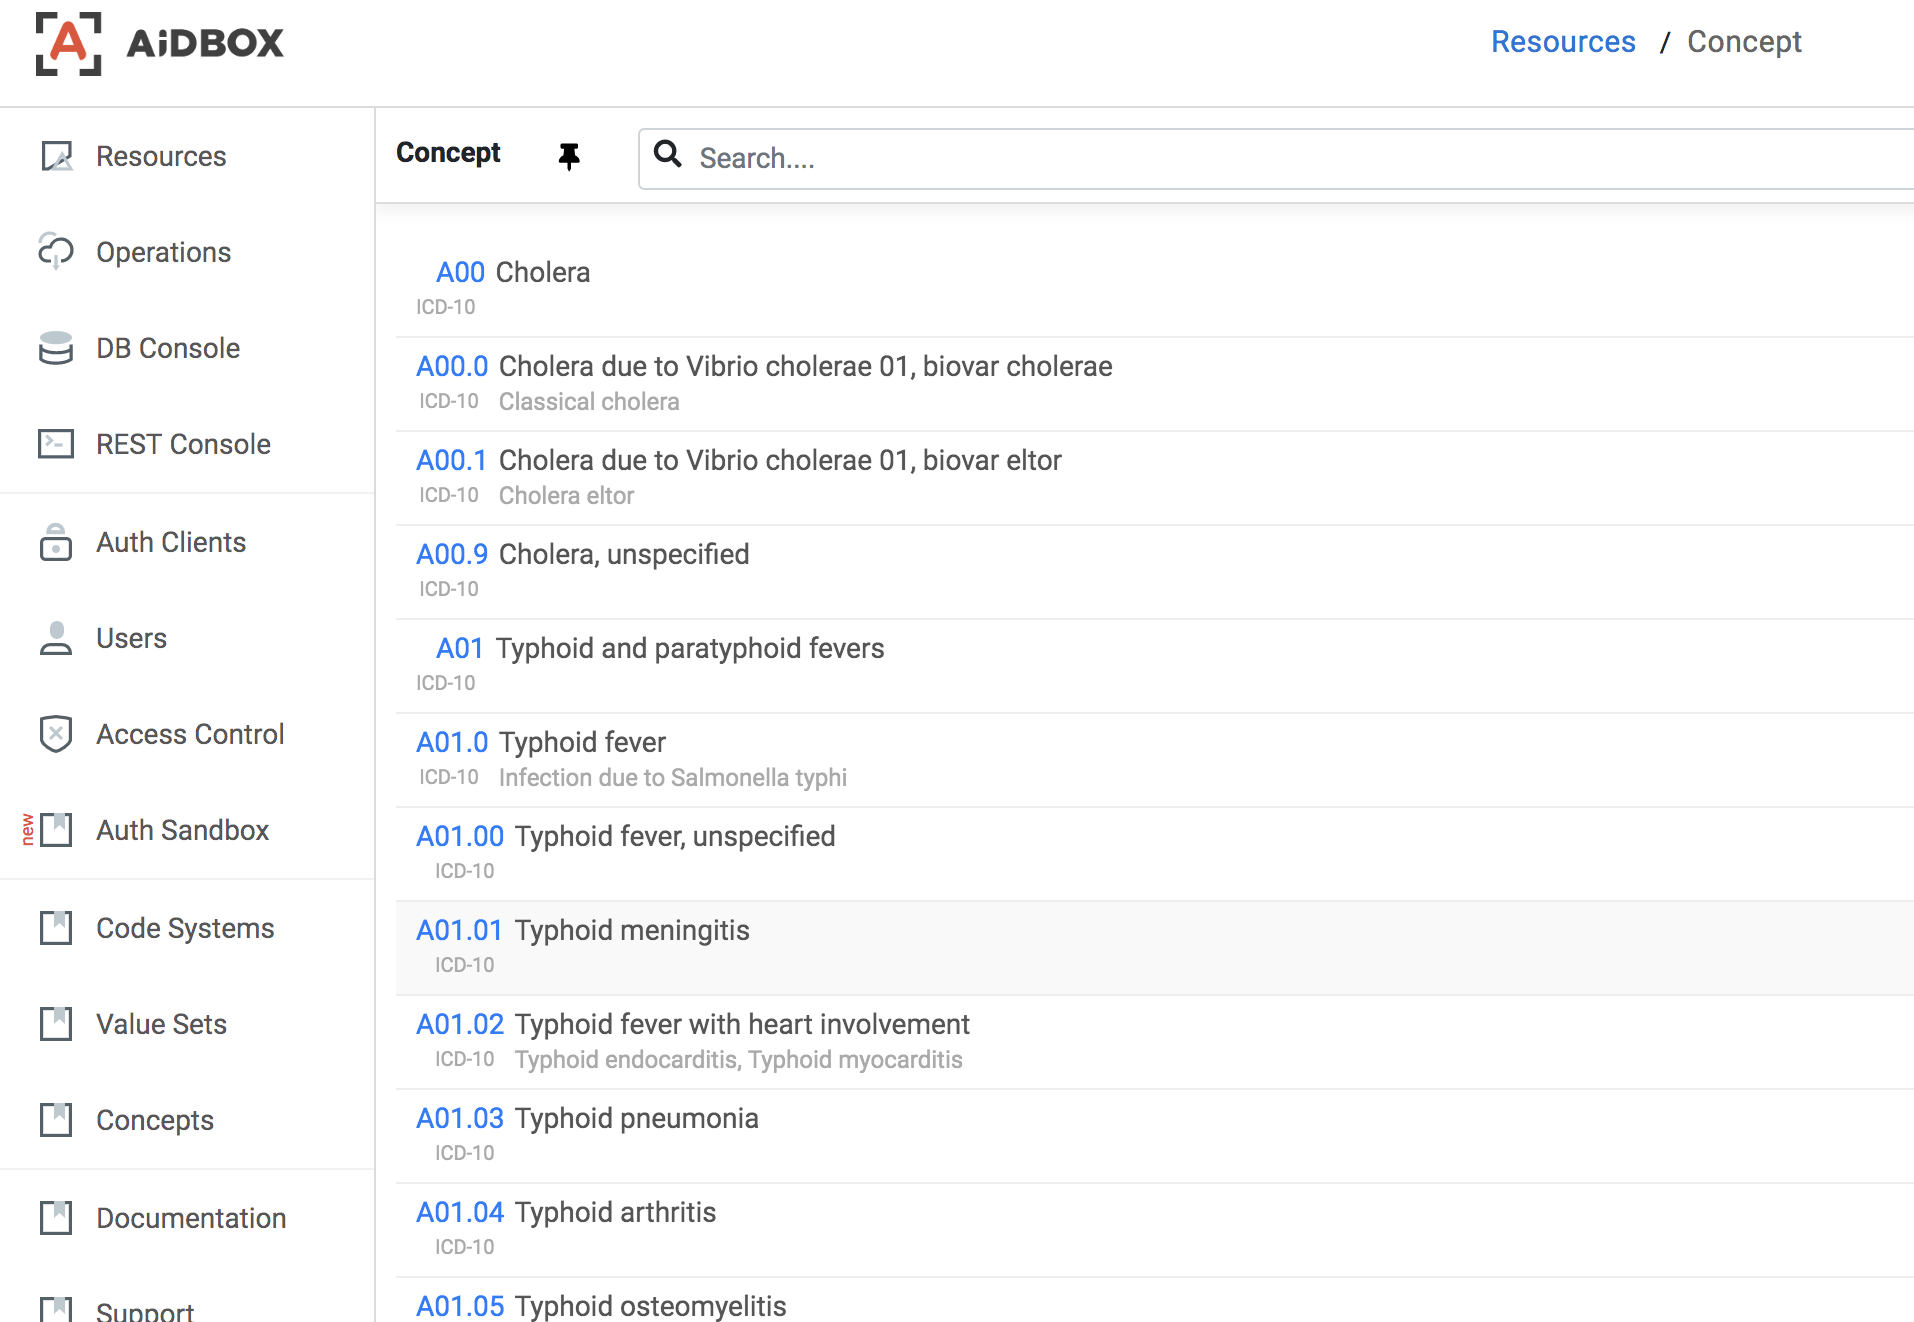 A AiDBOX
Resources / Concept
Resources
Operations
DB Console
REST Console
Auth Clients
Users
Access Control
new Auth Sandbox
Code Systems
Value Sets
Concepts
Documentation
Support
Concept Search....
A00 Cholera
ICD-10
A00.0 Cholera due to Vibrio cholerae 01, biovar cholerae
ICD-10 Classical cholera
A00.1 Cholera due to Vibrio cholerae 01, biovar eltor
ICD-10 Cholera eltor
A00.9 Cholera, unspecified
ICD-10
A01 Typhoid and paratyphoid fevers
ICD-10
A01.0 Typhoid fever
ICD-10 Infection due to Salmonella typhi
A01.00 Typhoid fever, unspecified
ICD-10
A01.01 Typhoid meningitis
ICD-10
A01.02 Typhoid fever with heart involvement
ICD-10 Typhoid endocarditis, Typhoid myocarditis
A01.03 Typhoid pneumonia
ICD-10
A01.04 Typhoid arthritis
ICD-10
A01.05 Typhoid osteomyelitis